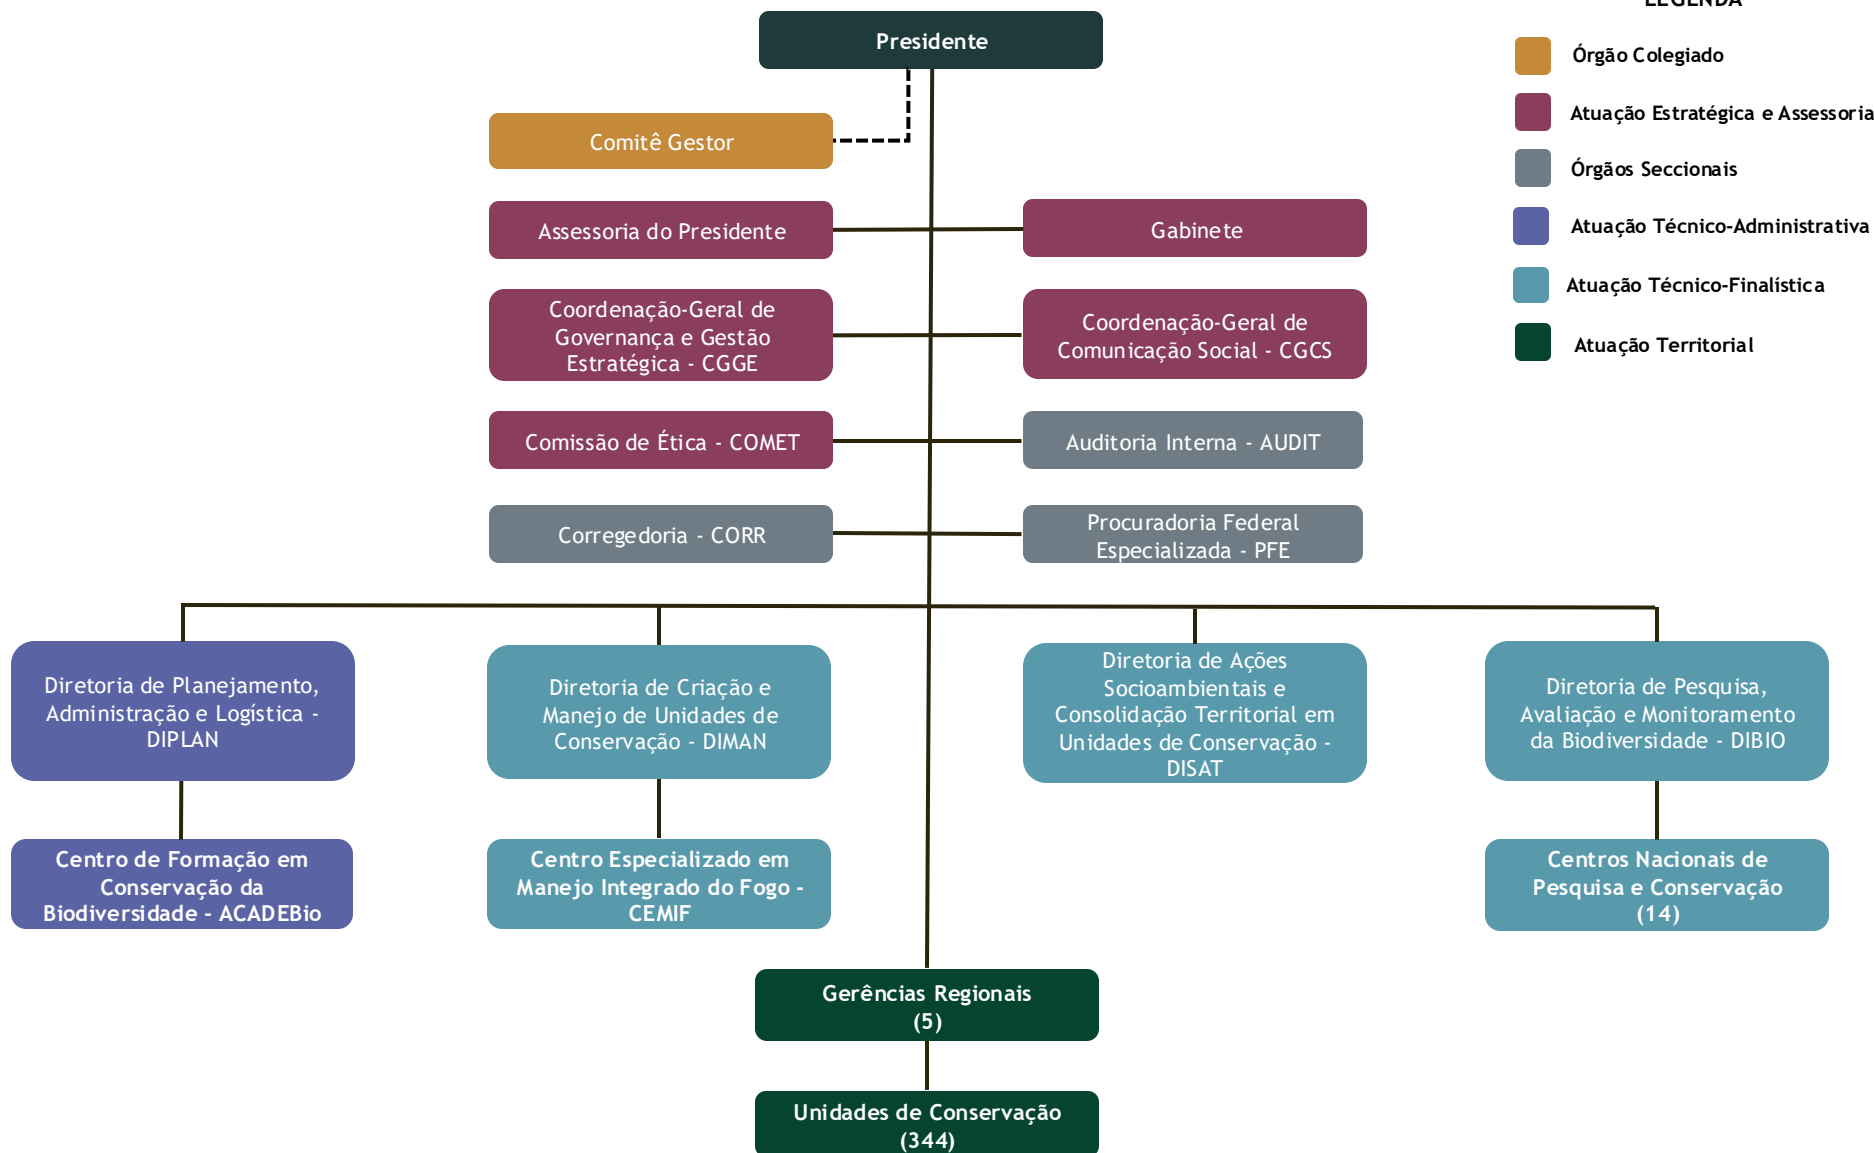 LEGENDA
Presidente
Órgão Colegiado
Atuação Estratégica e Assessoria
Órgãos Seccionais
Atuação Técnico-Administrativa
Atuação Técnico-Finalística
Atuação Territorial
Comitê Gestor
Assessoria do Presidente
Gabinete
Coordenação-Geral de
Governança e Gestão
Estratégica - CGGE
Coordenação-Geral de
Comunicação Social - CGCS
Comissão de Ética - COMET
Auditoria Interna - AUDIT
Corregedoria - CORR
Procuradoria Federal
Especializada - PFE
Diretoria de Planejamento,
Administração e Logística -
DIPLAN
Diretoria de Criação e
Manejo de Unidades de
Conservação - DIMAN
Diretoria de Ações
Socioambientais e
Consolidação Territorial em
Unidades de Conservação -
DISAT
Diretoria de Pesquisa,
Avaliação e Monitoramento
da Biodiversidade - DIBIO
Centro de Formação em
Conservação da
Biodiversidade - ACADEBio
Centro Especializado em
Manejo Integrado do Fogo -
CEMIF
Centros Nacionais de
Pesquisa e Conservação
(14)
Gerências Regionais
(5)
Unidades de Conservação
(344)